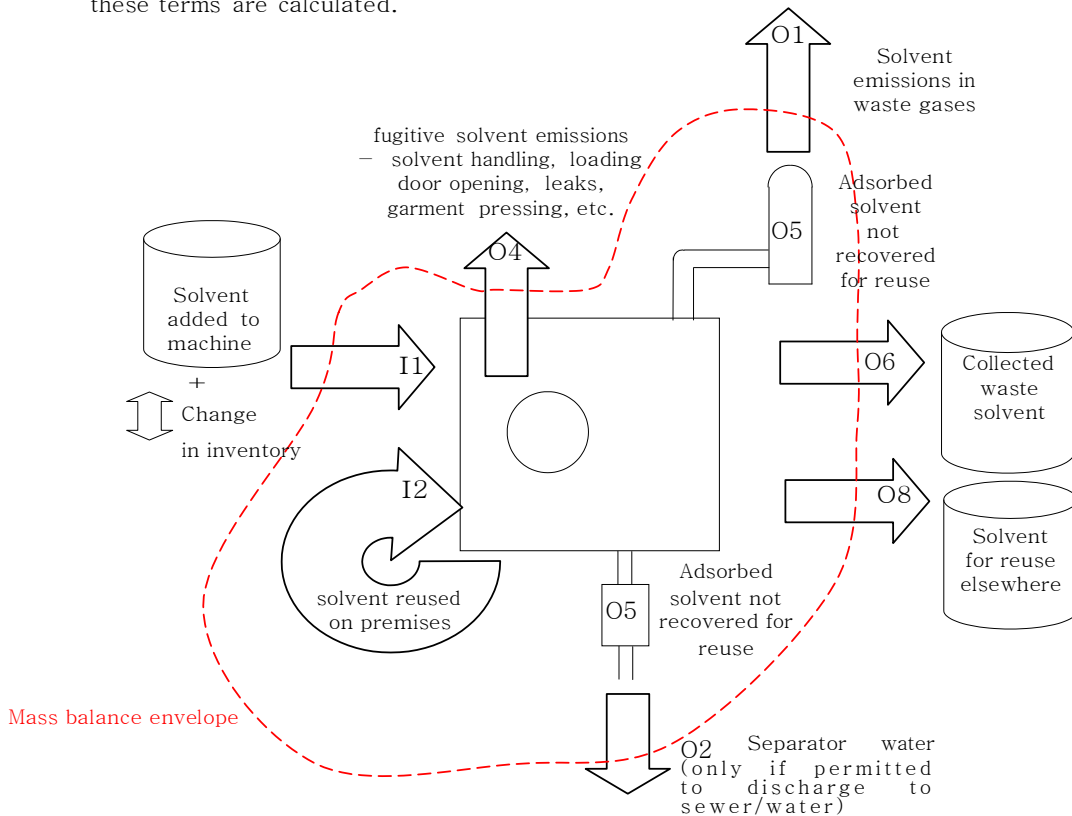 these terms are calculated.
O1
Solvent
emissions in
waste gases
fugitive solvent emissions
— solvent handling, loading
door opening, leaks,
garment pressing, etc.
O4
O5
Adsorbed
solvent
not
recovered
for reuse
Solvent
added to
machine
+
Change
in inventory
I1
O6
Collected
waste
solvent
I2
solvent reused
on premises
O8
Solvent
for reuse
elsewhere
O5
Adsorbed
solvent not
recovered for
reuse
Mass balance envelope
O2 Separator water
(only if permitted
to discharge to
sewer/water)